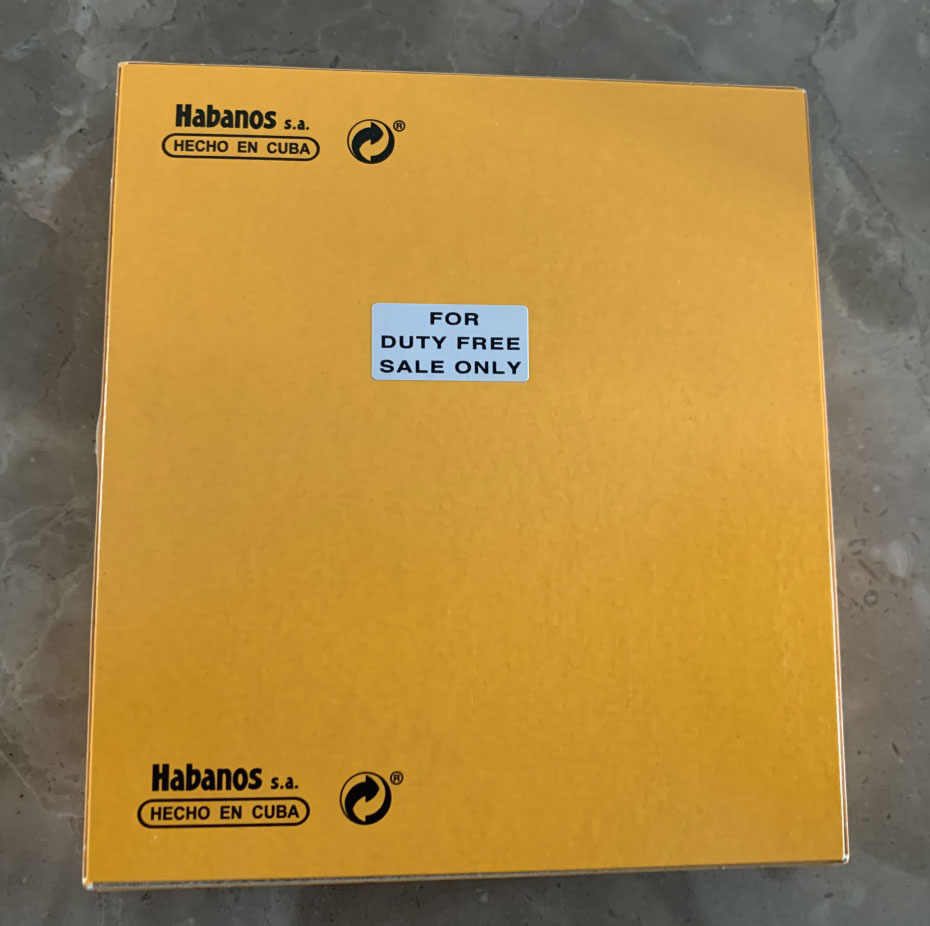 Habanos s.a.
HECHO EN CUBA
®
FOR
DUTY FREE
SALE ONLY
Habanos s.a.
HECHO EN CUBA
®